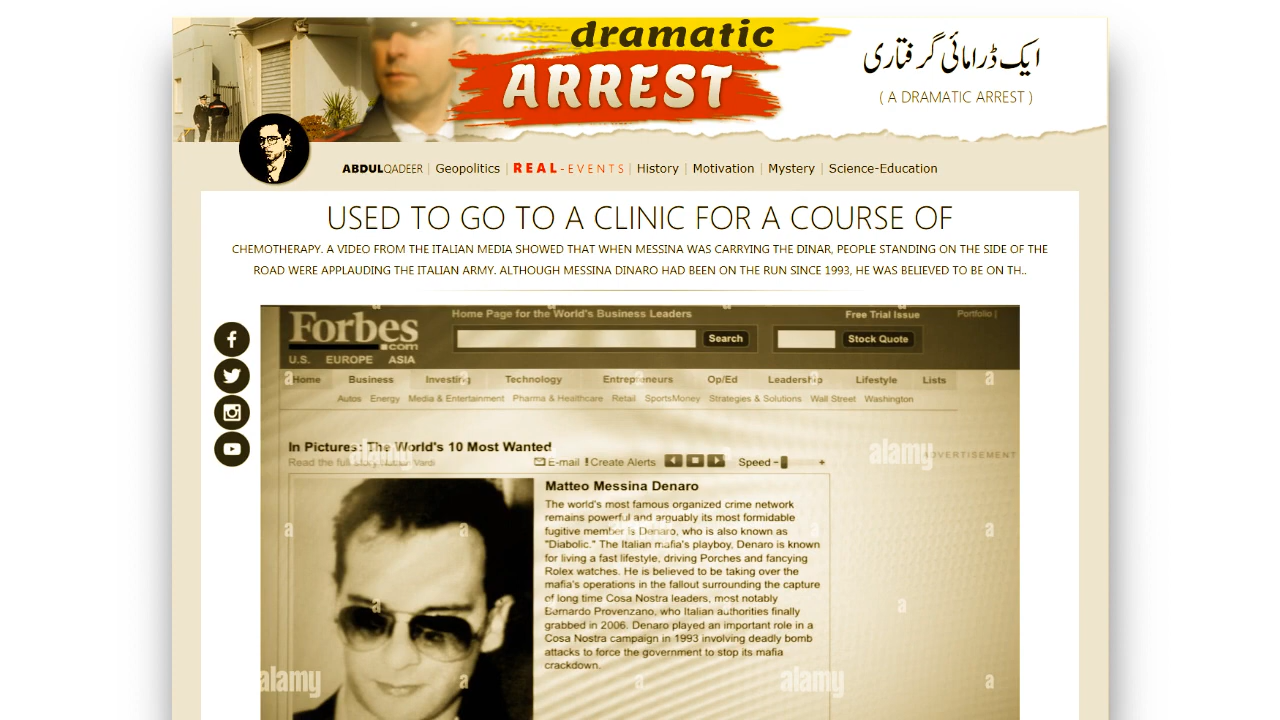 dramatic
ARREST
ایک ڈرامائی گرفتاری
( A DRAMATIC ARREST )
ABDULQADEER | Geopolitics | REAL-EVENTS | History | Motivation | Mystery | Science-Education
USED TO GO TO A CLINIC FOR A COURSE OF
CHEMOTHERAPY. A VIDEO FROM THE ITALIAN MEDIA SHOWED THAT WHEN MESSINA WAS CARRYING THE DINAR, PEOPLE STANDING ON THE SIDE OF THE
ROAD WERE APPLAUDING THE ITALIAN ARMY. ALTHOUGH MESSINA DINARO HAD BEEN ON THE RUN SINCE 1993, HE WAS BELIEVED TO BE ON TH..
Home Page for the World's Business Leaders
Free Trial Issue
Portfolio |
Forbes
.com
Search
Stock Quote
U.S. EUROPE ASIA
Home Business Investing Technology Entrepreneurs Op/Ed Leadership Lifestyle Lists
Autos Energy Media & Entertainment Pharma & Healthcare Retail SportsMoney Strategies & Solutions Wall Street Washington
In Pictures: The World's 10 Most Wanted
ADVERTISEMENT
Read the full story Vardi
E-mail Create Alerts Speed - +
Matteo Messina Denaro
The world's most famous organized crime network
remains powerful and arguably its most formidable
fugitive member is Denaro, who is also known as
"Diabolic." The Italian mafia's playboy, Denaro is known
for living a fast lifestyle, driving Porches and fancying
Rolex watches. He is believed to be taking over the
mafia's operations in the fallout surrounding the capture
of long time Cosa Nostra leaders, most notably
Bernardo Provenzano, who Italian authorities finally
grabbed in 2006. Denaro played an important role in a
Cosa Nostra campaign in 1993 involving deadly bomb
attacks to force the government to stop its mafia
crackdown.
alamy
alamy
alamy
alamy